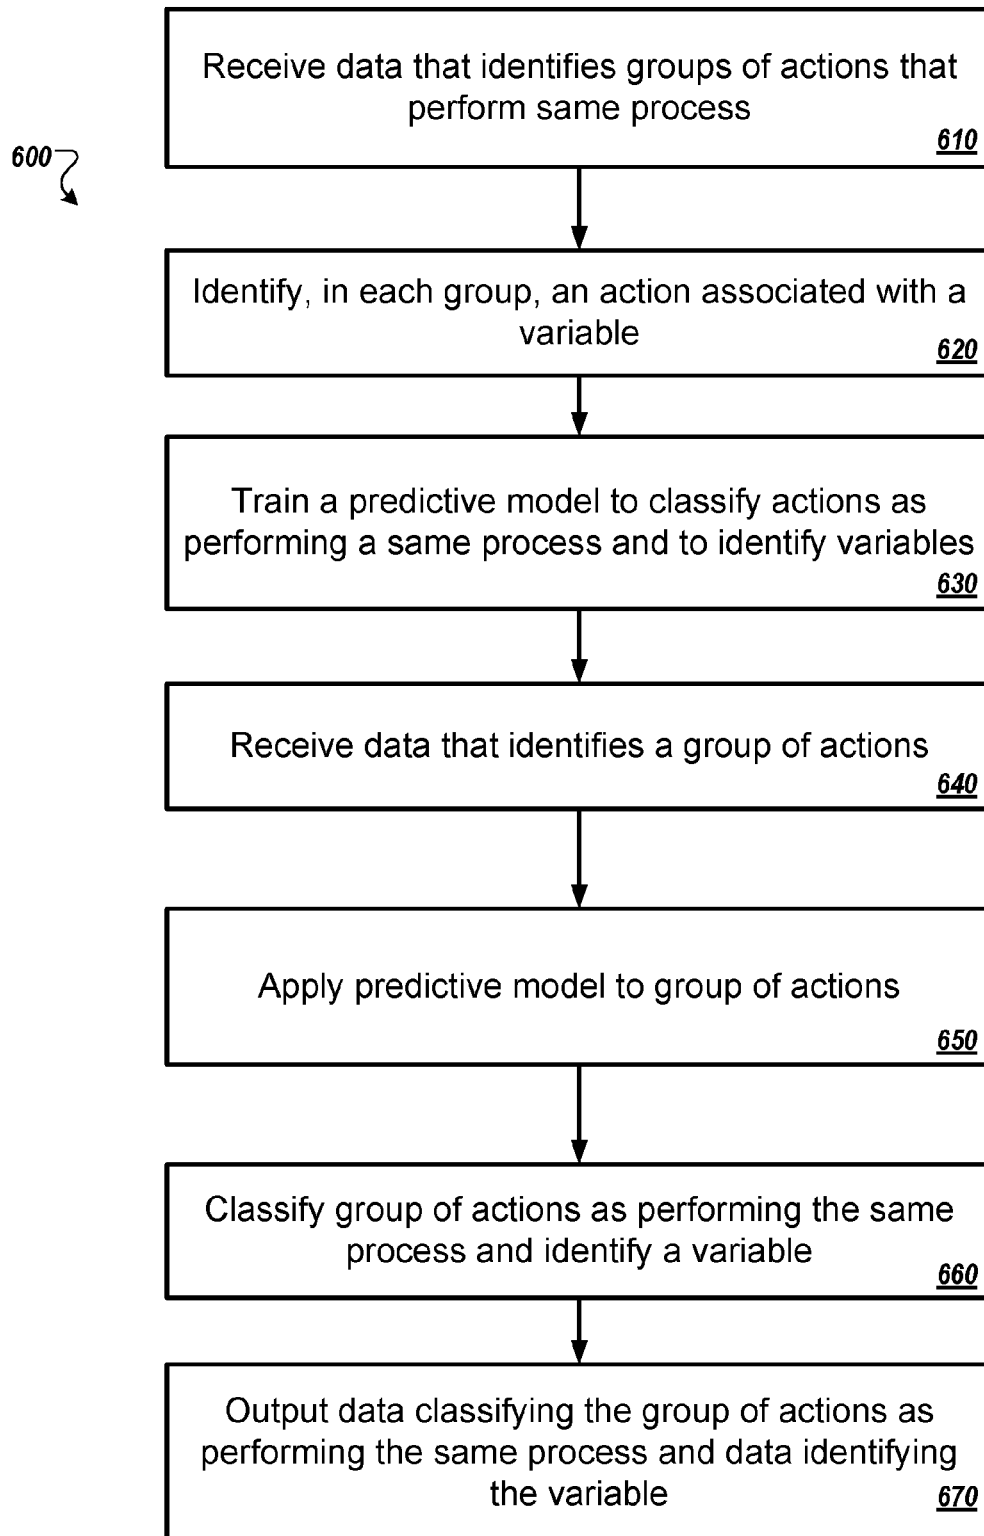 Receive data that identifies groups of actions that
perform same process
610
600
Identify, in each group, an action associated with a
variable
620
Train a predictive model to classify actions as
performing a same process and to identify variables
630
Receive data that identifies a group of actions
640
Apply predictive model to group of actions
650
Classify group of actions as performing the same
process and identify a variable
660
Output data classifying the group of actions as
performing the same process and data identifying
the variable
670